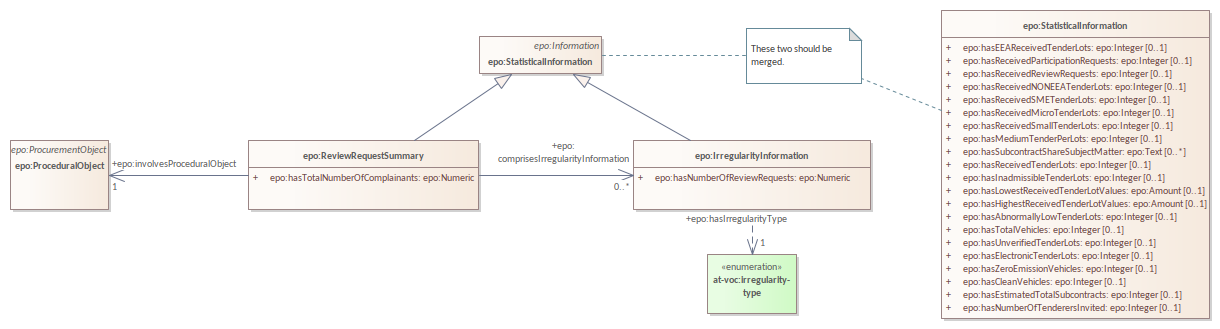 epo:Information
epo:StatisticalInformation
These two should be
merged.
epo:StatisticalInformation
+ epo:hasEEAReceivedTenderLots: epo:Integer [0..1]
+ epo:hasReceivedParticipationRequests: epo:Integer [0..1]
+ epo:hasReceivedReviewRequests: epo:Integer [0..1]
+ epo:hasReceivedNONEEATenderLots: epo:Integer [0..1]
+ epo:hasReceivedSMETenderLots: epo:Integer [0..1]
+ epo:hasReceivedMicroTenderLots: epo:Integer [0..1]
+ epo:hasReceivedSmallTenderLots: epo:Integer [0..1]
+ epo:hasMediumTenderPerLots: epo:Integer [0..1]
+ epo:hasSubcontractShareSubjectMatter: epo:Text [0..*]
+ epo:hasReceivedTenderLots: epo:Integer [0..1]
+ epo:hasInadmissibleTenderLots: epo:Integer [0..1]
+ epo:hasLowestReceivedTenderLotValues: epo:Amount [0..1]
+ epo:hasHighestReceivedTenderLotValues: epo:Amount [0..1]
+ epo:hasAbnormallyLowTenderLots: epo:Integer [0..1]
+ epo:hasTotalVehicles: epo:Integer [0..1]
+ epo:hasUnverifiedTenderLots: epo:Integer [0..1]
+ epo:hasElectronicTenderLots: epo:Integer [0..1]
+ epo:hasZeroEmissionVehicles: epo:Integer [0..1]
+ epo:hasCleanVehicles: epo:Integer [0..1]
+ epo:hasEstimatedTotalSubcontracts: epo:Integer [0..1]
+ epo:hasNumberOfTenderersInvited: epo:Integer [0..1]
epo:ProcurementObject
epo:ProceduralObject
+epo:involvesProceduralObject
1
epo:ReviewRequestSummary
+ epo:hasTotalNumberOfComplainants: epo:Numeric
+epo:
comprisesIrregularityInformation
0..*
epo:IrregularityInformation
+ epo:hasNumberOfReviewRequests: epo:Numeric
+epo:hasIrregularityType
1
«enumeration»
at-voc:irregularity-
type